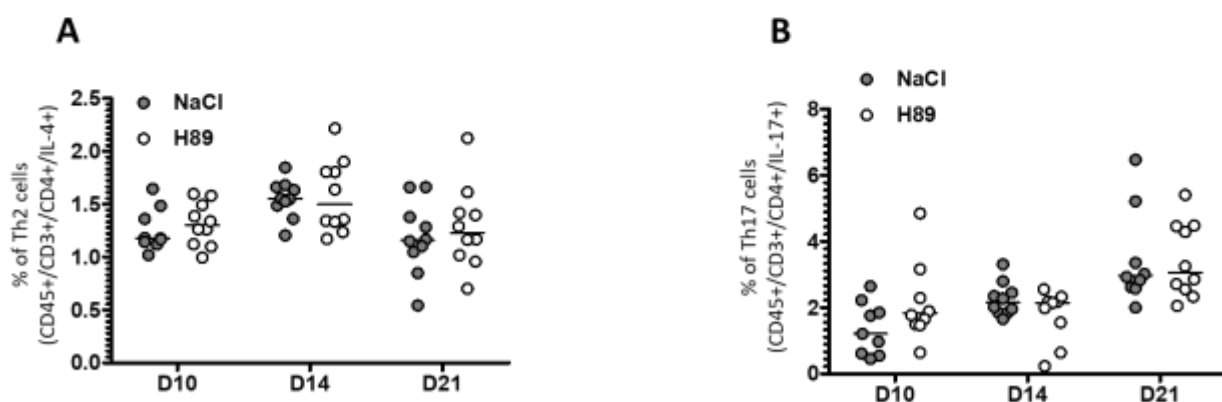 A
% of Th2 cells
(CD45+/CD3+/CD4+/IL-4+)
2.5
2.0
1.5
1.0
0.5
0.0
NaCl
H89
D10 D14 D21
B
% of Th17 cells
(CD45+/CD3+/CD4+/IL-17+)
8
6
4
2
0
NaCl
H89
D10 D14 D21